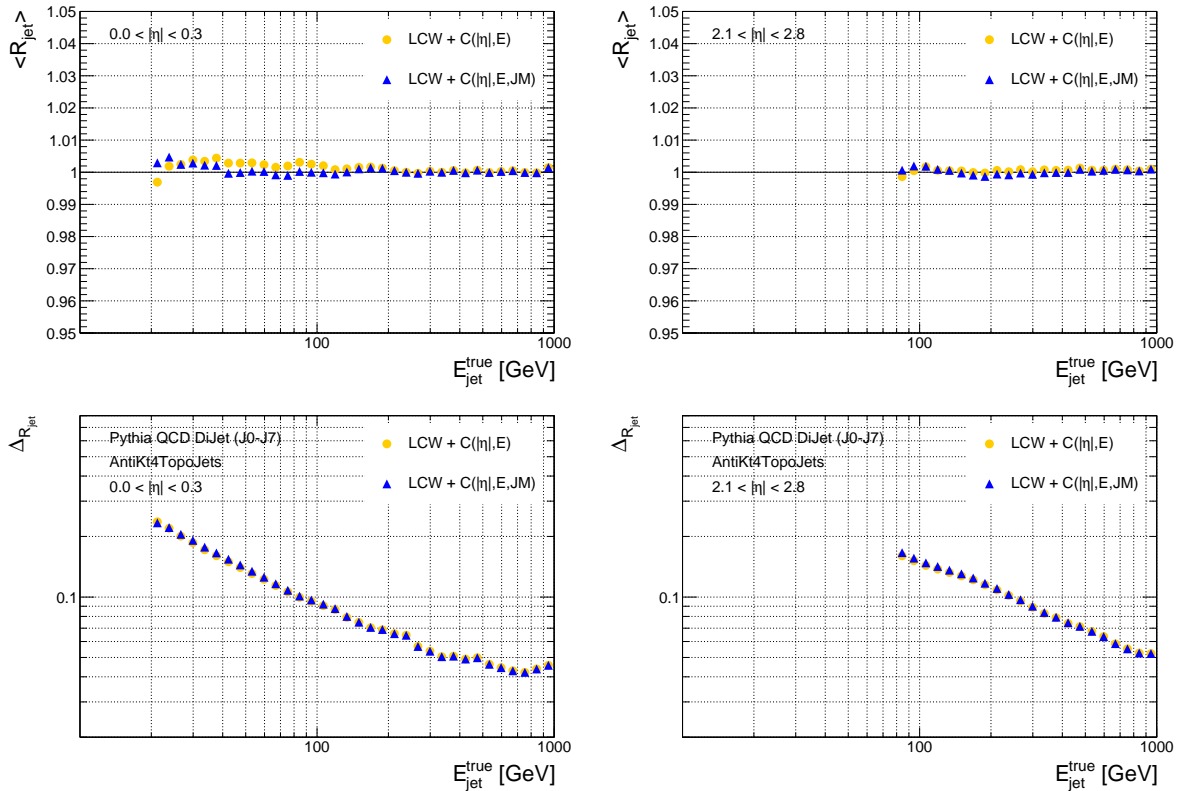 <R_jet>
1.05
1.04
1.03
1.02
1.01
1
0.99
0.98
0.97
0.96
0.95
0.0 < |η| < 0.3
LCW + C(|η|,E)
LCW + C(|η|,E,JM)
100
1000
E_jet^true [GeV]
<R_jet>
1.05
1.04
1.03
1.02
1.01
1
0.99
0.98
0.97
0.96
0.95
2.1 < |η| < 2.8
LCW + C(|η|,E)
LCW + C(|η|,E,JM)
100
1000
E_jet^true [GeV]
Δ_R_jet
0.1
Pythia QCD DiJet (J0-J7)
AntiKt4TopoJets
0.0 < |η| < 0.3
LCW + C(|η|,E)
LCW + C(|η|,E,JM)
100
1000
E_jet^true [GeV]
Δ_R_jet
0.1
Pythia QCD DiJet (J0-J7)
AntiKt4TopoJets
2.1 < |η| < 2.8
LCW + C(|η|,E)
LCW + C(|η|,E,JM)
100
1000
E_jet^true [GeV]